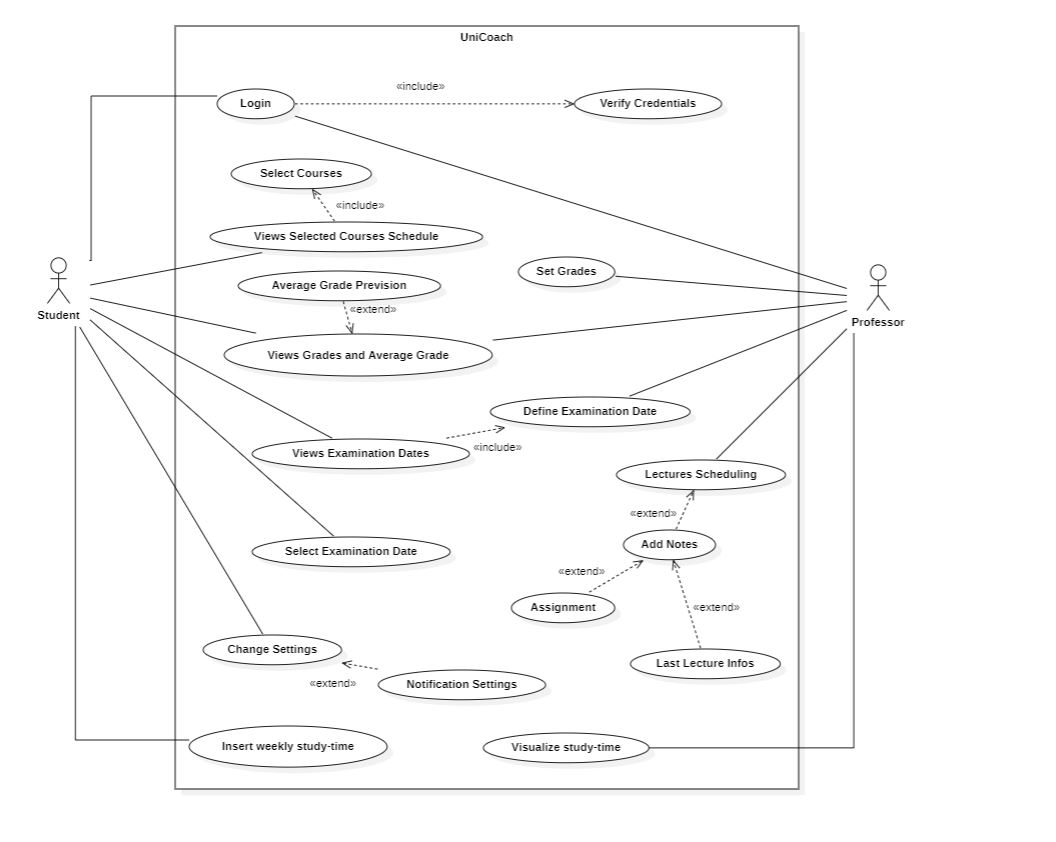 UniCoach
«include»
Login
Verify Credentials
Select Courses
«include»
Views Selected Courses Schedule
Set Grades
Average Grade Prevision
«extend»
Student
Professor
Views Grades and Average Grade
Define Examination Date
«include»
Views Examination Dates
Lectures Scheduling
«extend»
Add Notes
Select Examination Date
«extend»
Assignment
«extend»
Change Settings
Last Lecture Infos
«extend»
Notification Settings
Insert weekly study-time
Visualize study-time